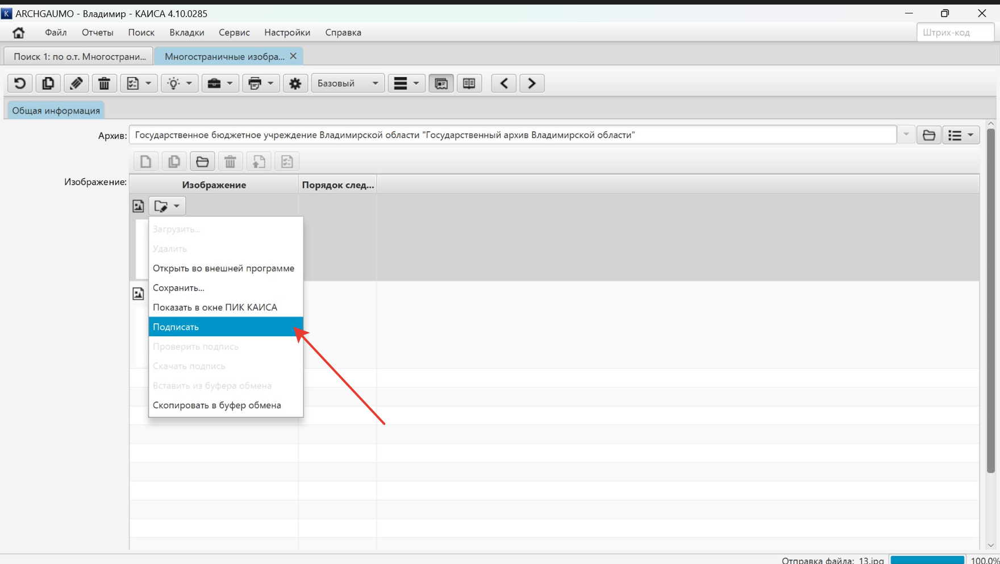 ARCHGAUMO - Владимир - КАИСА 4.10.0285
Файл Отчеты Поиск Вкладки Сервис Настройки Справка Штрих-код
Поиск 1: по о.т. Многострани... Многостраничные изобра...
Базовый
Общая информация
Архив: Государственное бюджетное учреждение Владимирской области "Государственный архив Владимирской области"
Изображение: Изображение Порядок след...
Загрузить...
Удалить
Открыть во внешней программе
Сохранить...
Показать в окне ПИК КАИСА
Подписать
Проверить подпись
Скачать подпись
Вставить из буфера обмена
Скопировать в буфер обмена
Отправка файла: 13.jpg 100.0%